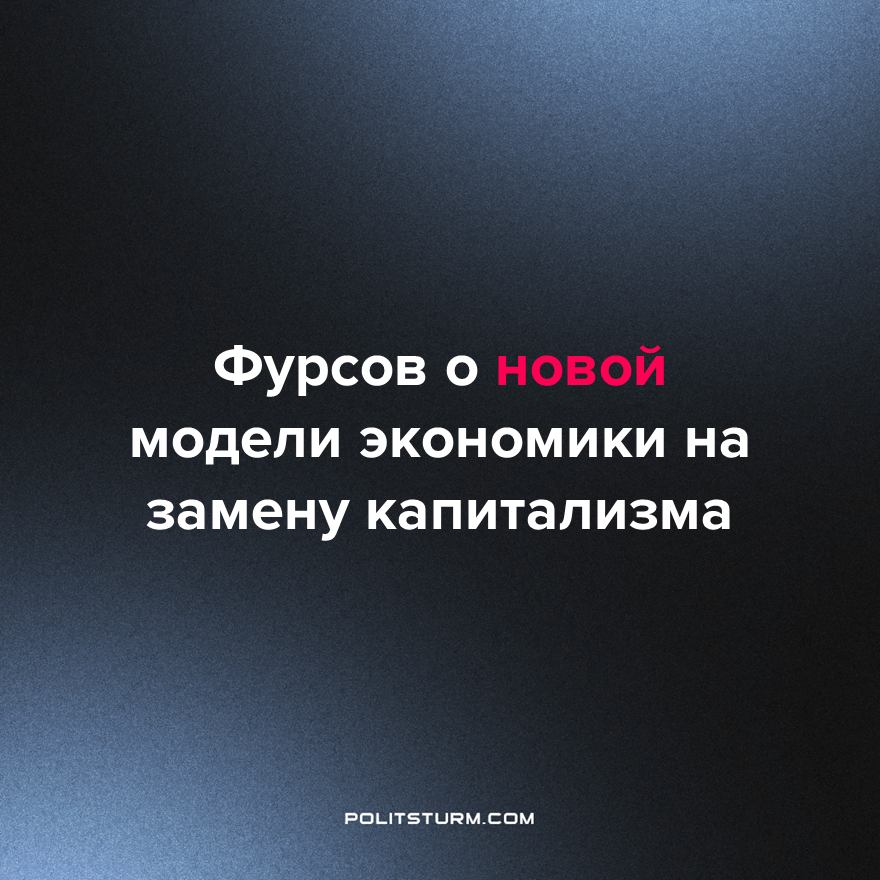 Фурсов о новой
модели экономики на
замену капитализма
POLITSTURM.COM